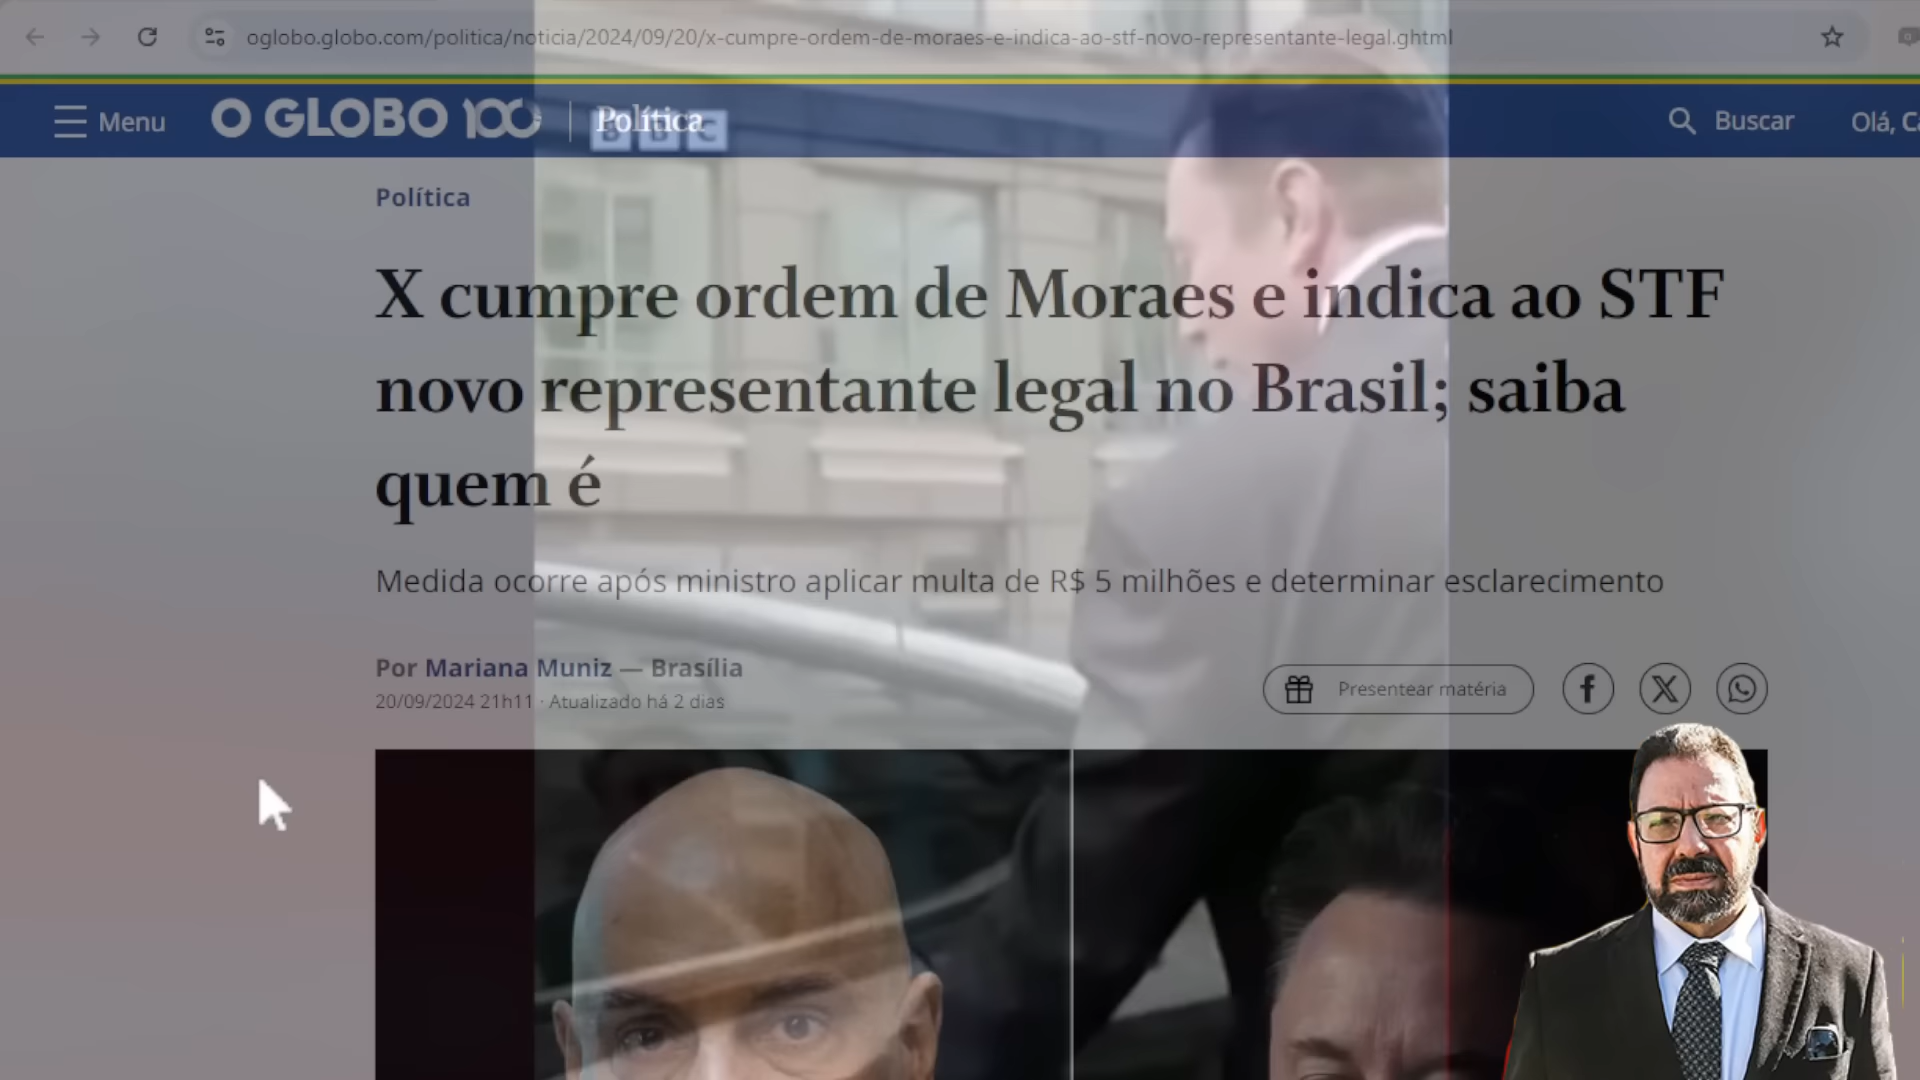 oglobo.globo.com/politica/noticia/2024/09/20/x-cumpre-ordem-de-moraes-e-indica-ao-stf-novo-representante-legal.ghtml
Menu
O GLOBO 100
Política
BBC
Buscar
Olá, Ca
Política
X cumpre ordem de Moraes e indica ao STF
novo representante legal no Brasil; saiba
quem é
Medida ocorre após ministro aplicar multa de R$ 5 milhões e determinar esclarecimento
Por Mariana Muniz — Brasília
20/09/2024 21h11 · Atualizado há 2 dias
Presentear matéria